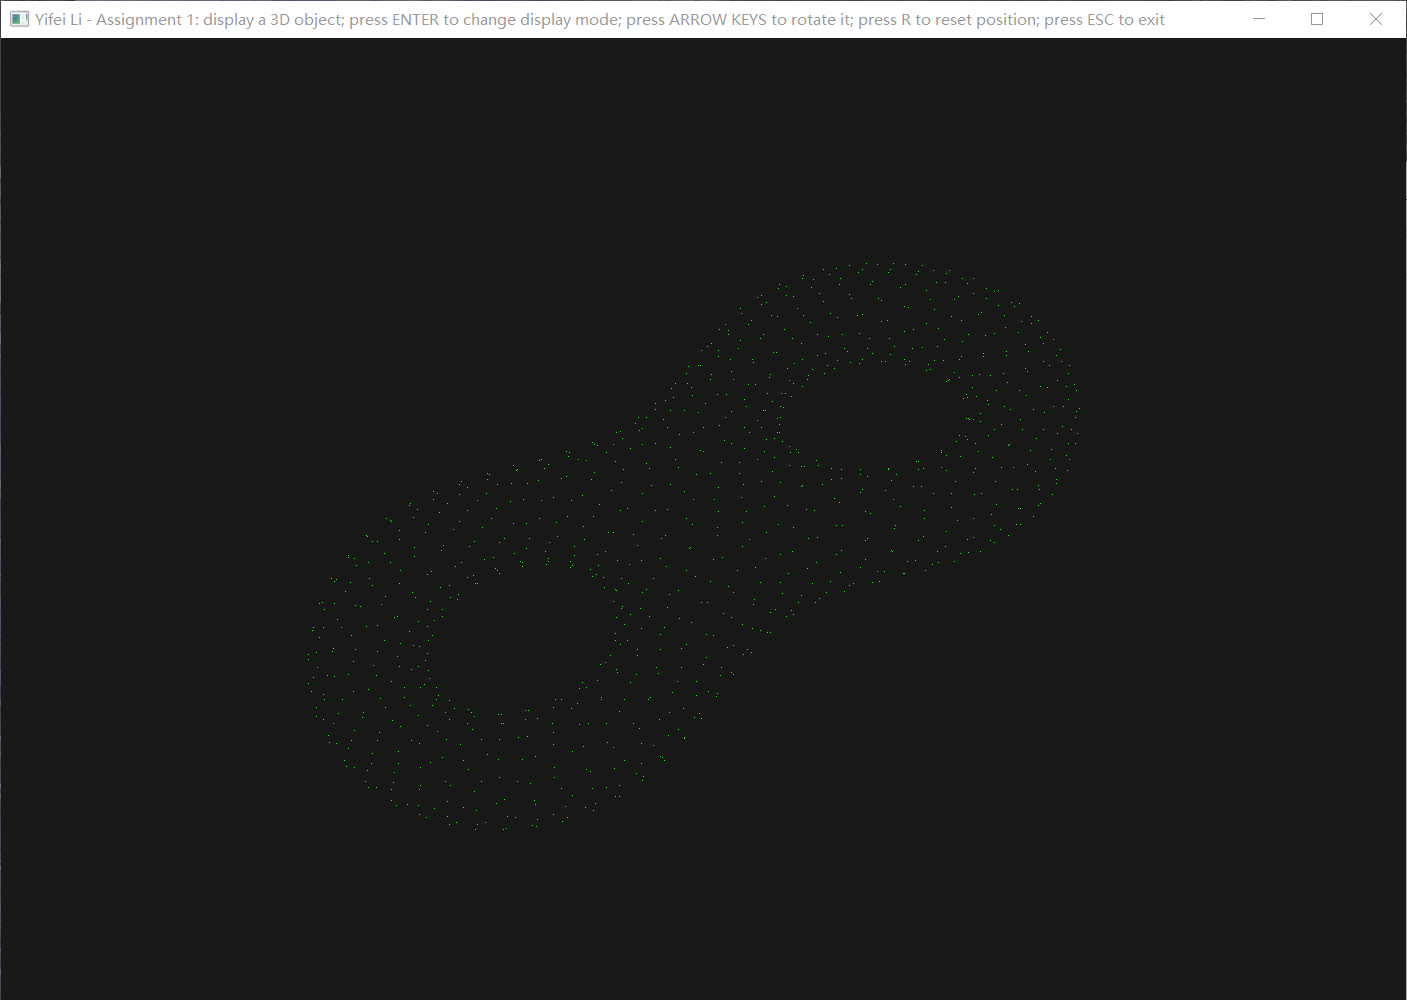 Yifei Li - Assignment 1: display a 3D object; press ENTER to change display mode; press ARROW KEYS to rotate it; press R to reset position; press ESC to exit